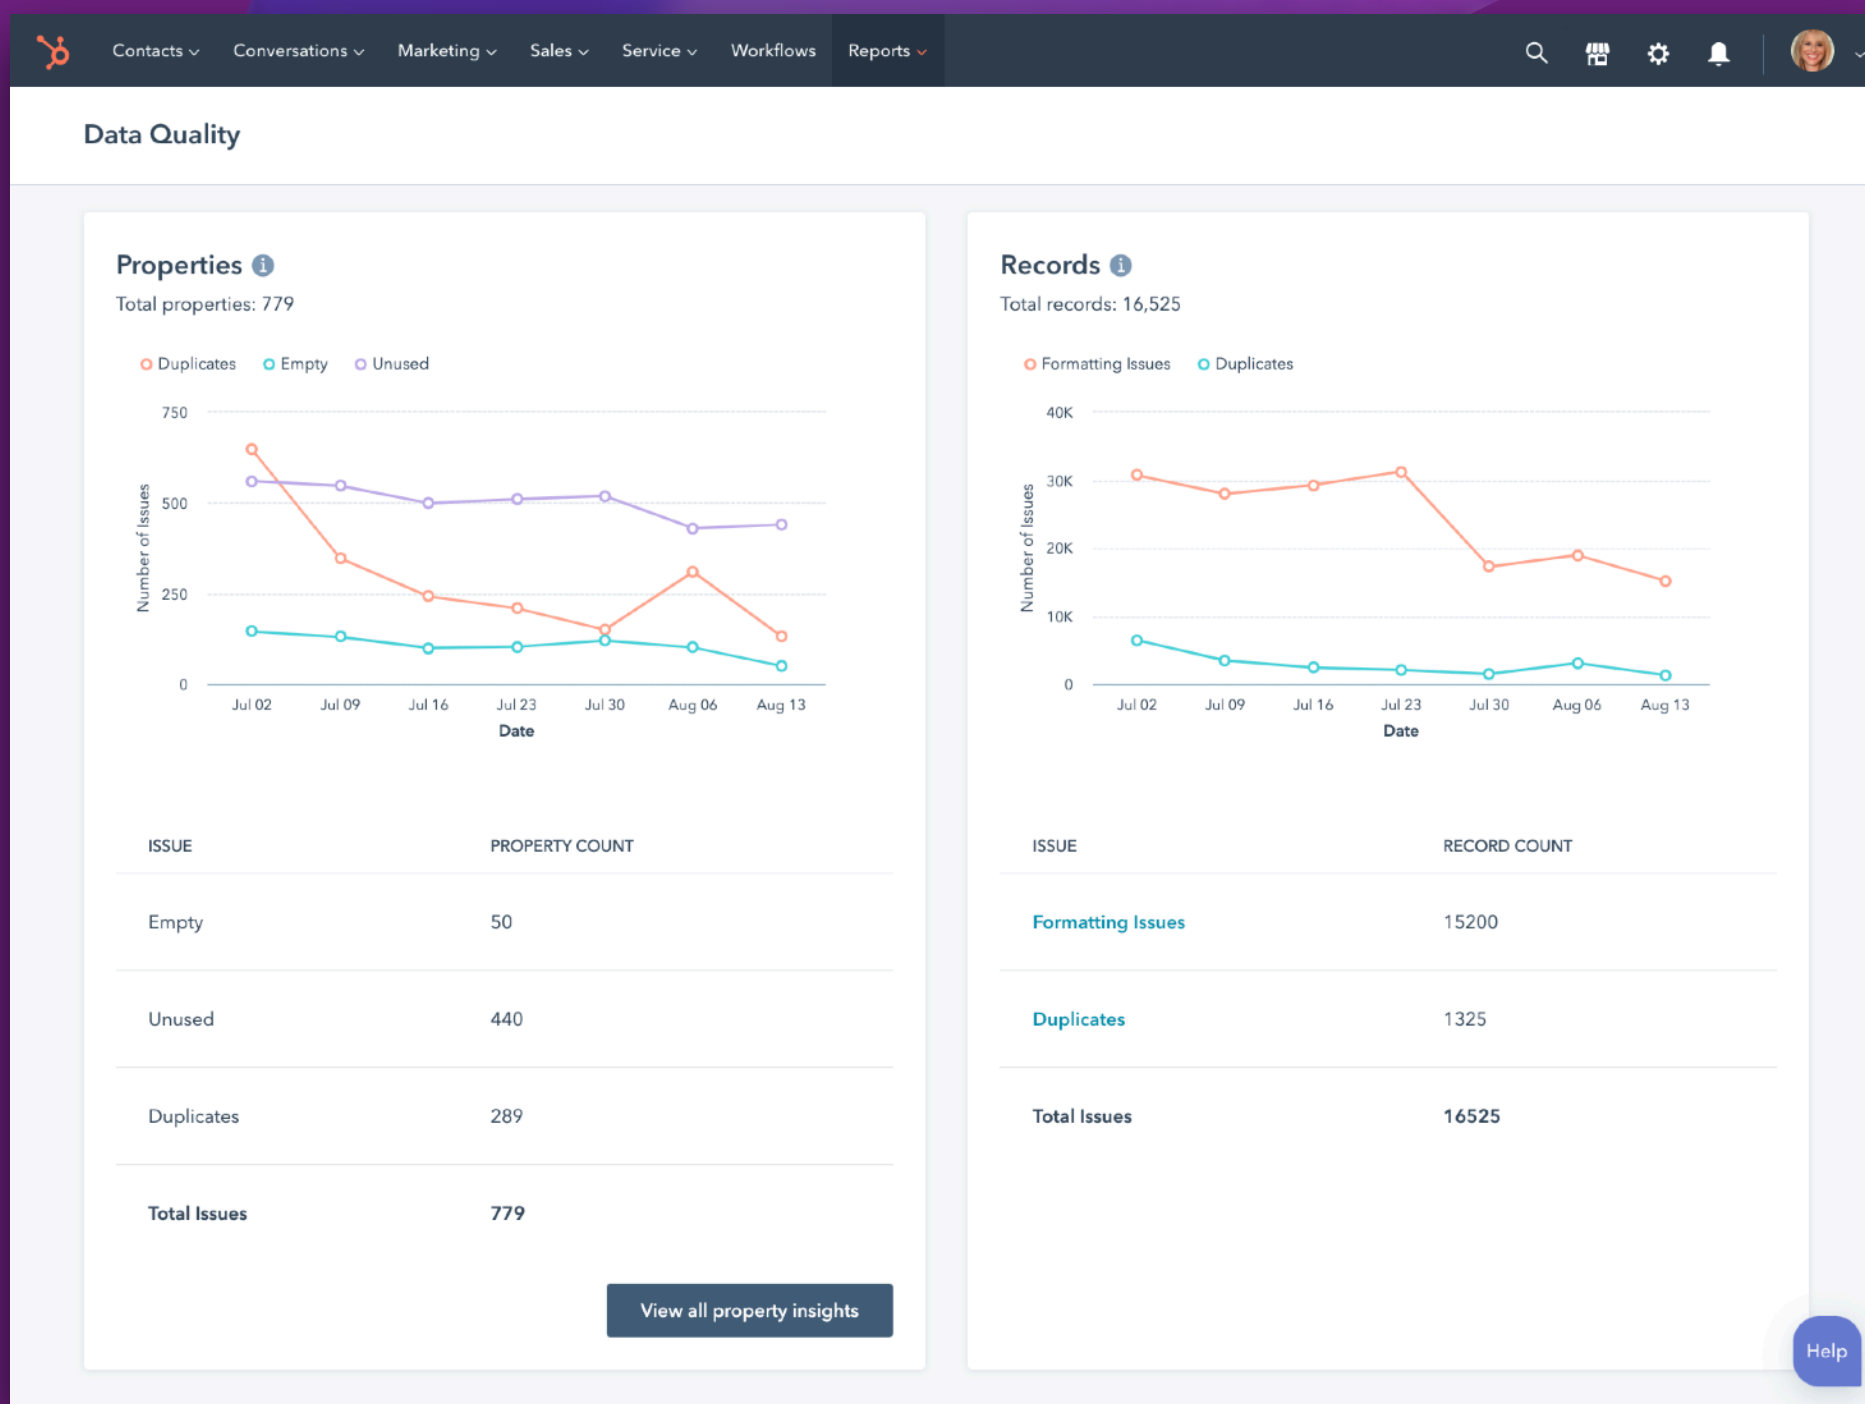 Contacts Conversations Marketing Sales Service Workflows Reports
Data Quality
Properties
Total properties: 779
Duplicates Empty Unused
750
500
250
0
Number of Issues
Jul 02 Jul 09 Jul 16 Jul 23 Jul 30 Aug 06 Aug 13
Date
ISSUE PROPERTY COUNT
Empty 50
Unused 440
Duplicates 289
Total Issues 779
View all property insights
Records
Total records: 16,525
Formatting Issues Duplicates
40K
30K
20K
10K
0
Number of Issues
Jul 02 Jul 09 Jul 16 Jul 23 Jul 30 Aug 06 Aug 13
Date
ISSUE RECORD COUNT
Formatting Issues 15200
Duplicates 1325
Total Issues 16525
Help